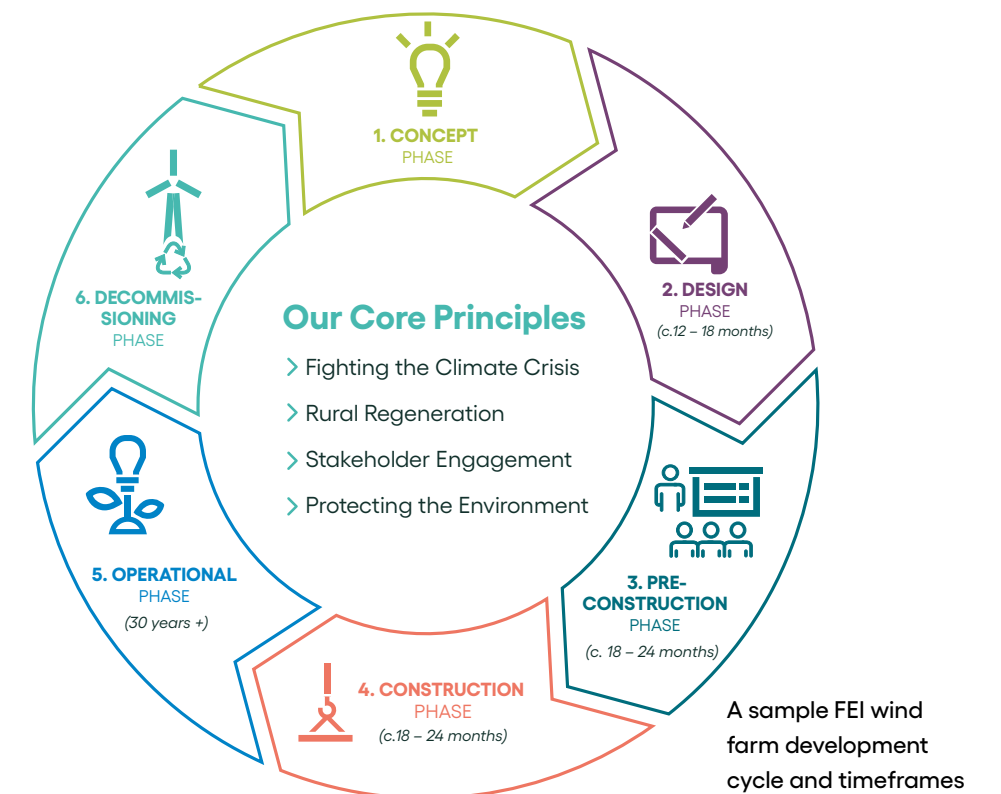 1. CONCEPT
PHASE
2. DESIGN
PHASE
(c.12 – 18 months)
3. PRE-
CONSTRUCTION
PHASE
(c. 18 – 24 months)
4. CONSTRUCTION
PHASE
(c.18 – 24 months)
5. OPERATIONAL
PHASE
(30 years +)
6. DECOMMIS-
SIONING
PHASE
Our Core Principles
Fighting the Climate Crisis
Rural Regeneration
Stakeholder Engagement
Protecting the Environment
A sample FEI wind
farm development
cycle and timeframes